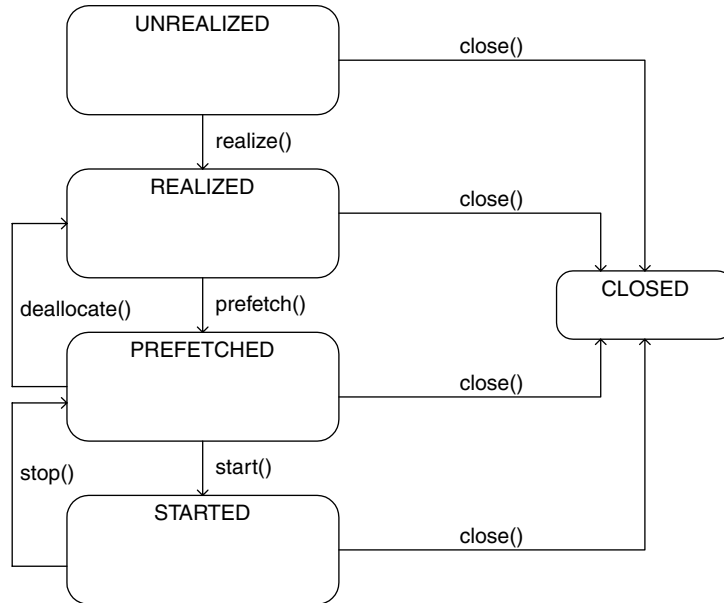 UNREALIZED
close()
realize()
REALIZED
close()
CLOSED
deallocate()
prefetch()
PREFETCHED
close()
stop()
start()
STARTED
close()